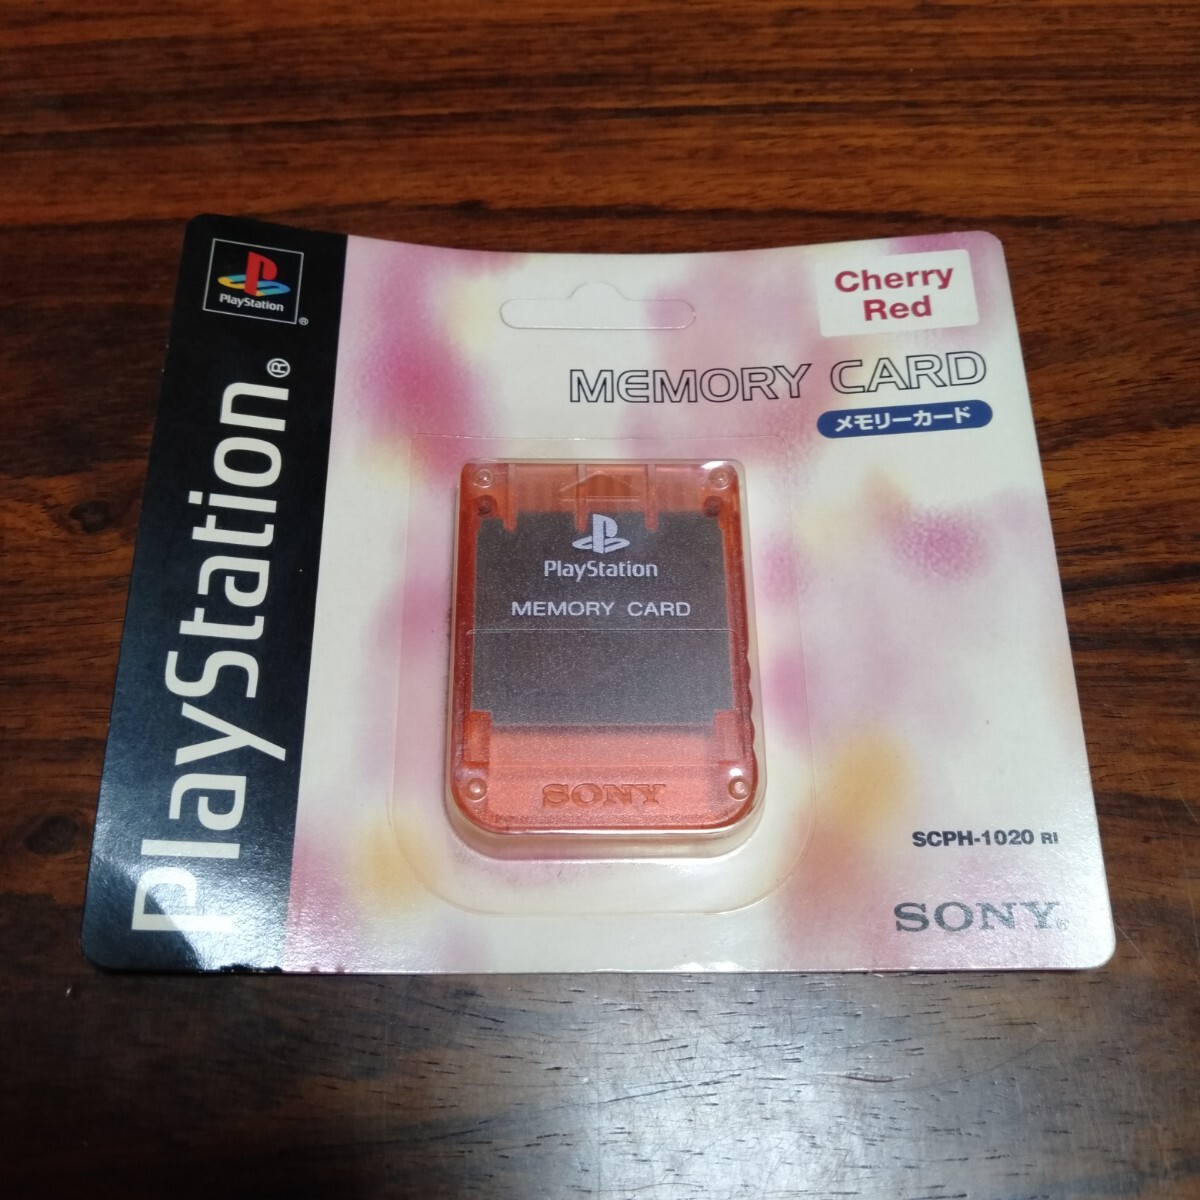 PlayStation
®
PlayStation®
Cherry
Red
MEMORY CARD
メモリーカード
PlayStation
MEMORY CARD
SONY
SCPH-1020 RI
SONY®